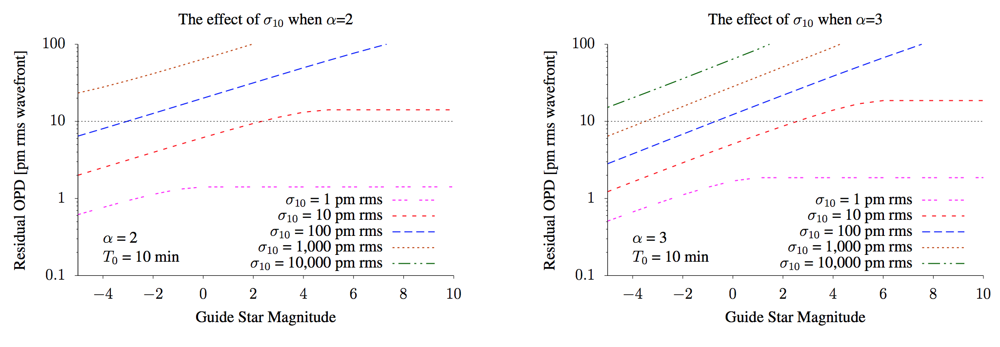 The effect of σ10 when α=2
100
10
1
0.1
Residual OPD [pm rms wavefront]
σ10 = 1 pm rms
σ10 = 10 pm rms
σ10 = 100 pm rms
σ10 = 1,000 pm rms
σ10 = 10,000 pm rms
α = 2
T0 = 10 min
−4 −2 0 2 4 6 8 10
Guide Star Magnitude
The effect of σ10 when α=3
100
10
1
0.1
Residual OPD [pm rms wavefront]
σ10 = 1 pm rms
σ10 = 10 pm rms
σ10 = 100 pm rms
σ10 = 1,000 pm rms
σ10 = 10,000 pm rms
α = 3
T0 = 10 min
−4 −2 0 2 4 6 8 10
Guide Star Magnitude